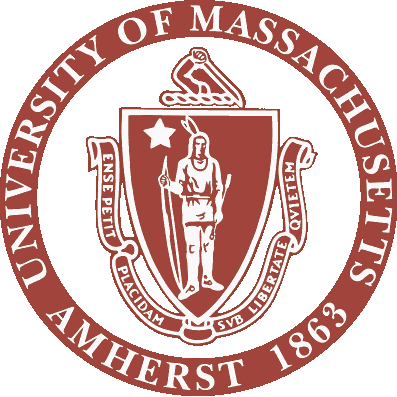 UNIVERSITY OF MASSACHUSETTS
AMHERST 1863
ENSE PETIT
PLACIDAM
SVB LIBERTATE
QVIETEM